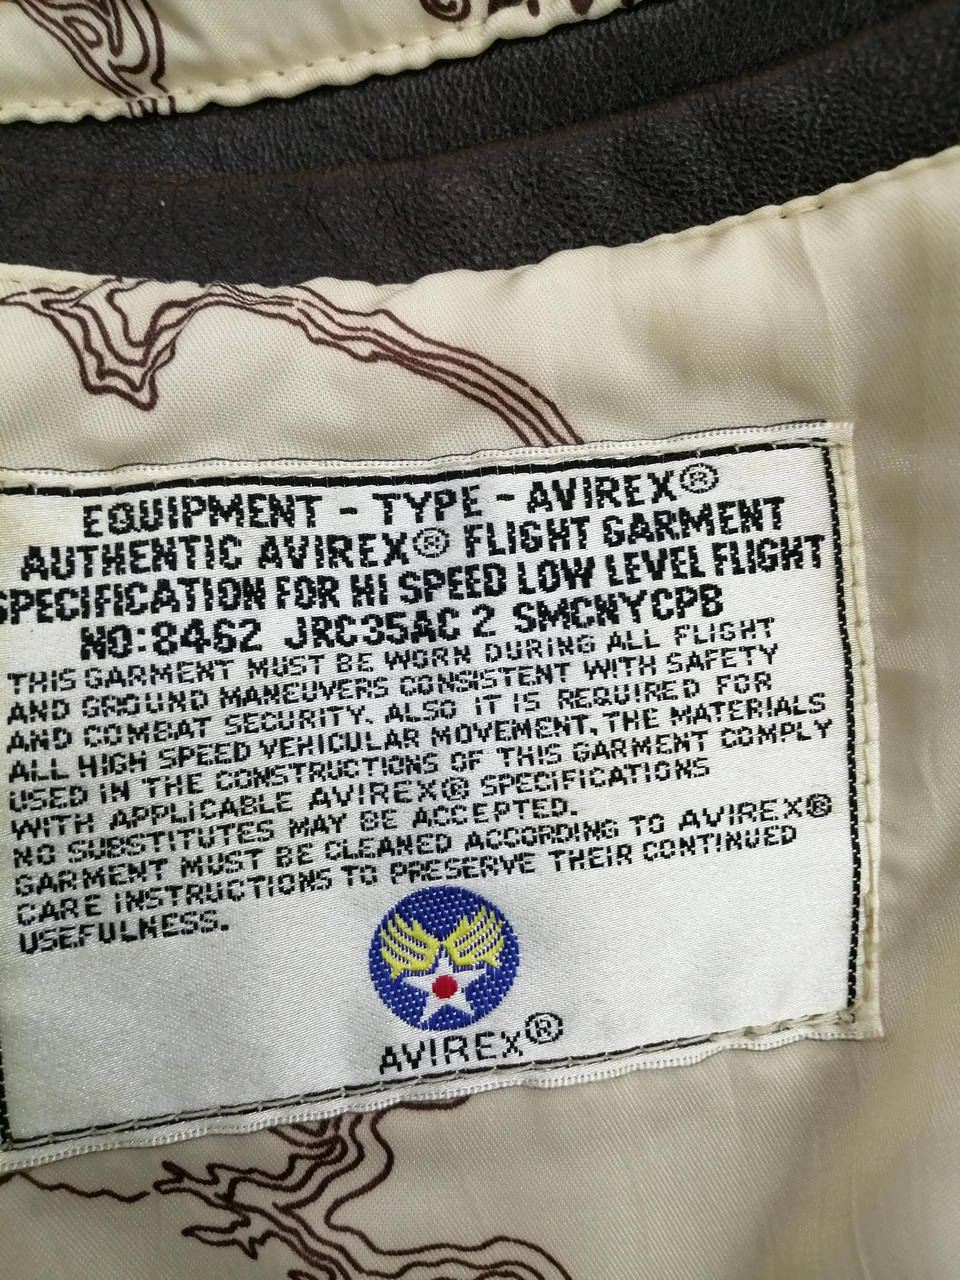 EQUIPMENT - TYPE - AVIREX®
AUTHENTIC AVIREX® FLIGHT GARMENT
SPECIFICATION FOR HI SPEED LOW LEVEL FLIGHT
NO:8462 JRC35AC 2 SMCNYCPB
THIS GARMENT MUST BE WORN DURING ALL FLIGHT
AND GROUND MANEUVERS CONSISTENT WITH SAFETY
AND COMBAT SECURITY. ALSO IT IS REQUIRED FOR
ALL HIGH SPEED VEHICULAR MOVEMENT, THE MATERIALS
USED IN THE CONSTRUCTIONS OF THIS GARMENT COMPLY
WITH APPLICABLE AVIREX® SPECIFICATIONS
NO SUBSTITUTES MAY BE ACCEPTED.
GARMENT MUST BE CLEANED ACCORDING TO AVIREX®
CARE INSTRUCTIONS TO PRESERVE THEIR CONTINUED
USEFULNESS.
AVIREX®